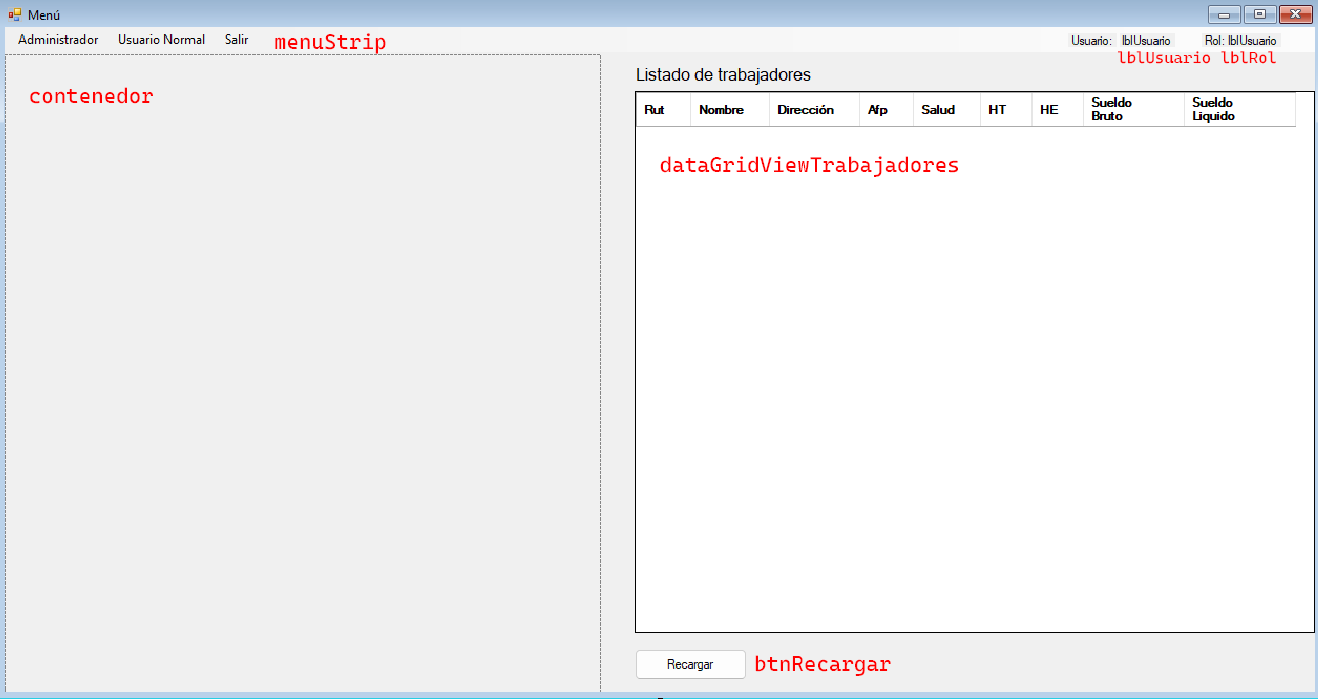 Menú
Administrador Usuario Normal Salir menuStrip Usuario: lblUsuario Rol: lblUsuario
lblUsuario lblRol
contenedor
Listado de trabajadores
Rut Nombre Dirección Afp Salud HT HE Sueldo Bruto Sueldo Liquido
dataGridViewTrabajadores
Recargar btnRecargar